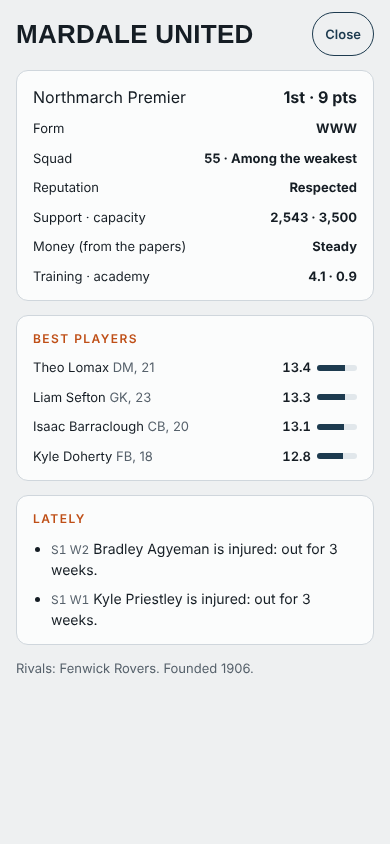 MARDALE UNITED
Close
Northmarch Premier 1st · 9 pts
Form WWW
Squad 55 · Among the weakest
Reputation Respected
Support · capacity 2,543 · 3,500
Money (from the papers) Steady
Training · academy 4.1 · 0.9
BEST PLAYERS
Theo Lomax DM, 21 13.4
Liam Sefton GK, 23 13.3
Isaac Barraclough CB, 20 13.1
Kyle Doherty FB, 18 12.8
LATELY
• S1 W2 Bradley Agyeman is injured: out for 3
weeks.
• S1 W1 Kyle Priestley is injured: out for 3
weeks.
Rivals: Fenwick Rovers. Founded 1906.